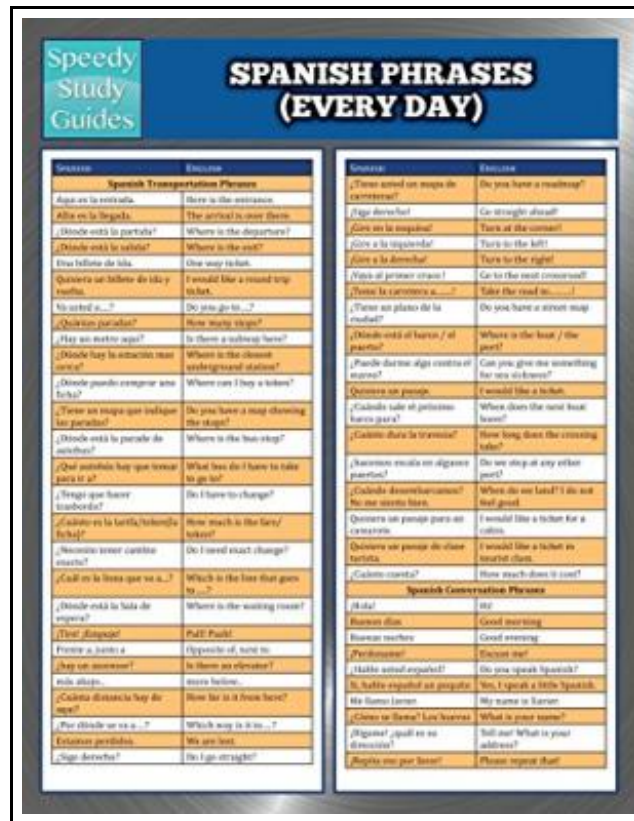 Speedy
Study
Guides
SPANISH PHRASES
(EVERY DAY)
SPANISH ENGLISH
Spanish Transportation Phrases
Aqui es la entrada. Here is the entrance.
Alla es la llegada. The arrival is over there.
¿Dónde está la partida? Where is the departure?
¿Dónde está la salida? Where is the exit?
Una billete de ida. One way ticket.
Quisiera un billete de ida y I would like a round trip
vuelta. ticket.
Va usted a...? Do you go to...?
¿Quántas paradas? How many stops?
¿Hay un metro aqui? Is there a subway here?
¿Dónde hay la estación mas Where is the closest
cerca? underground station?
¿Dónde puedo comprar una Where can I buy a token?
ficha?
¿Tiene un mapa que indique Do you have a map showing
las paradas? the stops?
¿Dónde está la parade de Where is the bus stop?
autobus?
¿Qué autobús hay que tomar What bus do I have to take
para ir a? to go to?
¿Tengo que hacer Do I have to change?
tranbordo?
¿Cuánto es la tarifa/token[la How much is the fare/
ficha]? token?
¿Necesito tener cambio Do I need exact change?
exacto?
¿Cuál es la linea que va a...? Which is the line that goes
to ....?
¿Dónde está la Sala de Where is the waiting room?
espera?
¡Tire! ¡Empuje! Pull! Push!
Frente a, junto a Opposite of, next to
¿hay un ascensor? Is there an elevator?
más abajo.. more below..
¿Cuánta distancia hay de How far is it from here?
aqui?
¿Por dónde se va a...? Which way is it to...?
Estamos perdidos. We are lost.
¿Sigo derecho? Do I go straight?
SPANISH ENGLISH
¿Tiene usted un mapa de Do you have a roadmap?
carreteras?
¡Siga derecho! Go straight ahead!
¡Gire en la esquina! Turn at the corner!
¡Gire a la izquierda! Turn to the left!
¡Gire a la derecha! Turn to the right!
¡Vaya al primer cruce! Go to the next crossroad!
¡Tome la carretera a......! Take the road to........!
¿Tiene un plano de la Do you have a street map
ciudad?
¿Dónde está el barco / el Where is the boat / the
puerto? port?
¿Puede darme algo contra el Can you give me something
mareo? for sea sickness?
Quisiera un pasaje. I would like a ticket.
¿Cuándo sale el próximo When does the next boat
barco para? leave?
¿Cuánto dura la travesia? How long does the crossing
take?
¿hacemos escala en algunos Do we stop at any other
puertos? port?
¿Cuándo desembarcamos? When do we land? I do not
No me siento bien. feel good.
Quisiera un pasaje para un I would like a ticket for a
camarote cabin.
Quisiera un pasaje de clase I would like a ticket in
turista. tourist class.
¿Cuánto cuesta? How much does it cost?
Spanish Conversation Phrases
¡Hola! Hi!
Buenos dias Good morning
Buenas noches Good evening
¡Perdóname! Excuse me!
¿Habla usted español? Do you speak Spanish?
Si, hablo español un poquito Yes, I speak a little Spanish.
Me llamo Javier My name is Xavier
¿Cómo se llama? Los buenos What is your name?
¡Digame! ¿cuál es su Tell me! What is your
dirección? address?
¡Repita me por favor! Please repeat that!